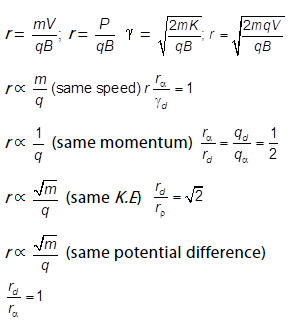 r = mV/qB; r = P/qB γ = √(2mK/qB); r = √(2mqV/qB)
r ∝ m/q (same speed) r rα/γd = 1
r ∝ 1/q (same momentum) rα/rd = qd/qα = 1/2
r ∝ √m/q (same K.E) rd/rp = √2
r ∝ √m/q (same potential difference)
rd/rα = 1